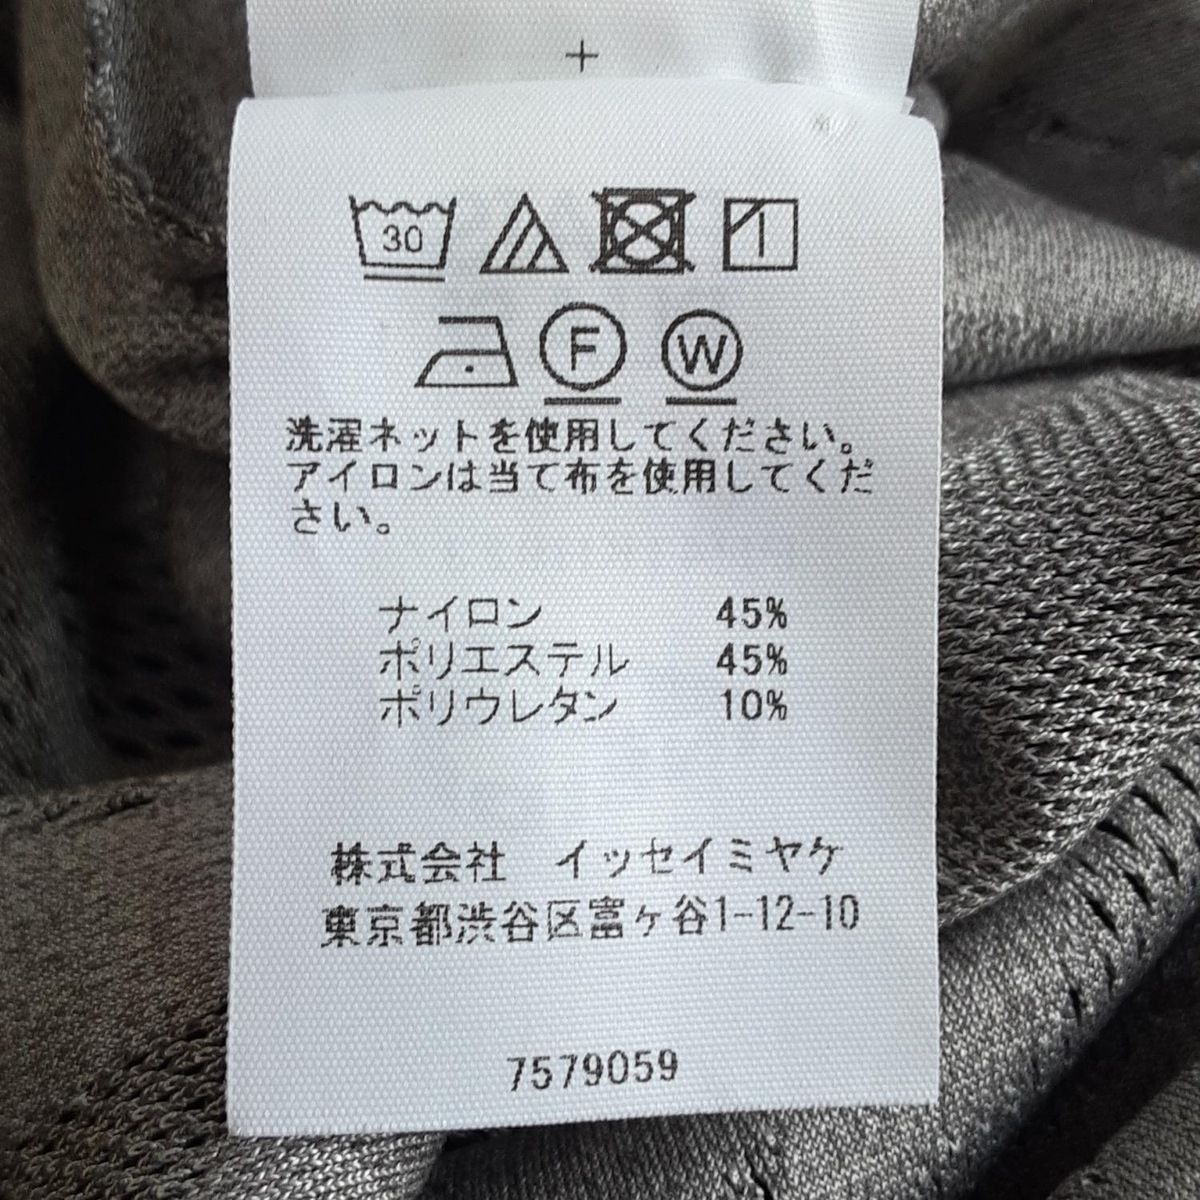 30
F W
洗濯ネットを使用してください。
アイロンは当て布を使用してくだ
さい。
ナイロン 45%
ポリエステル 45%
ポリウレタン 10%
株式会社 イッセイミヤケ
東京都渋谷区富ヶ谷1-12-10
7579059